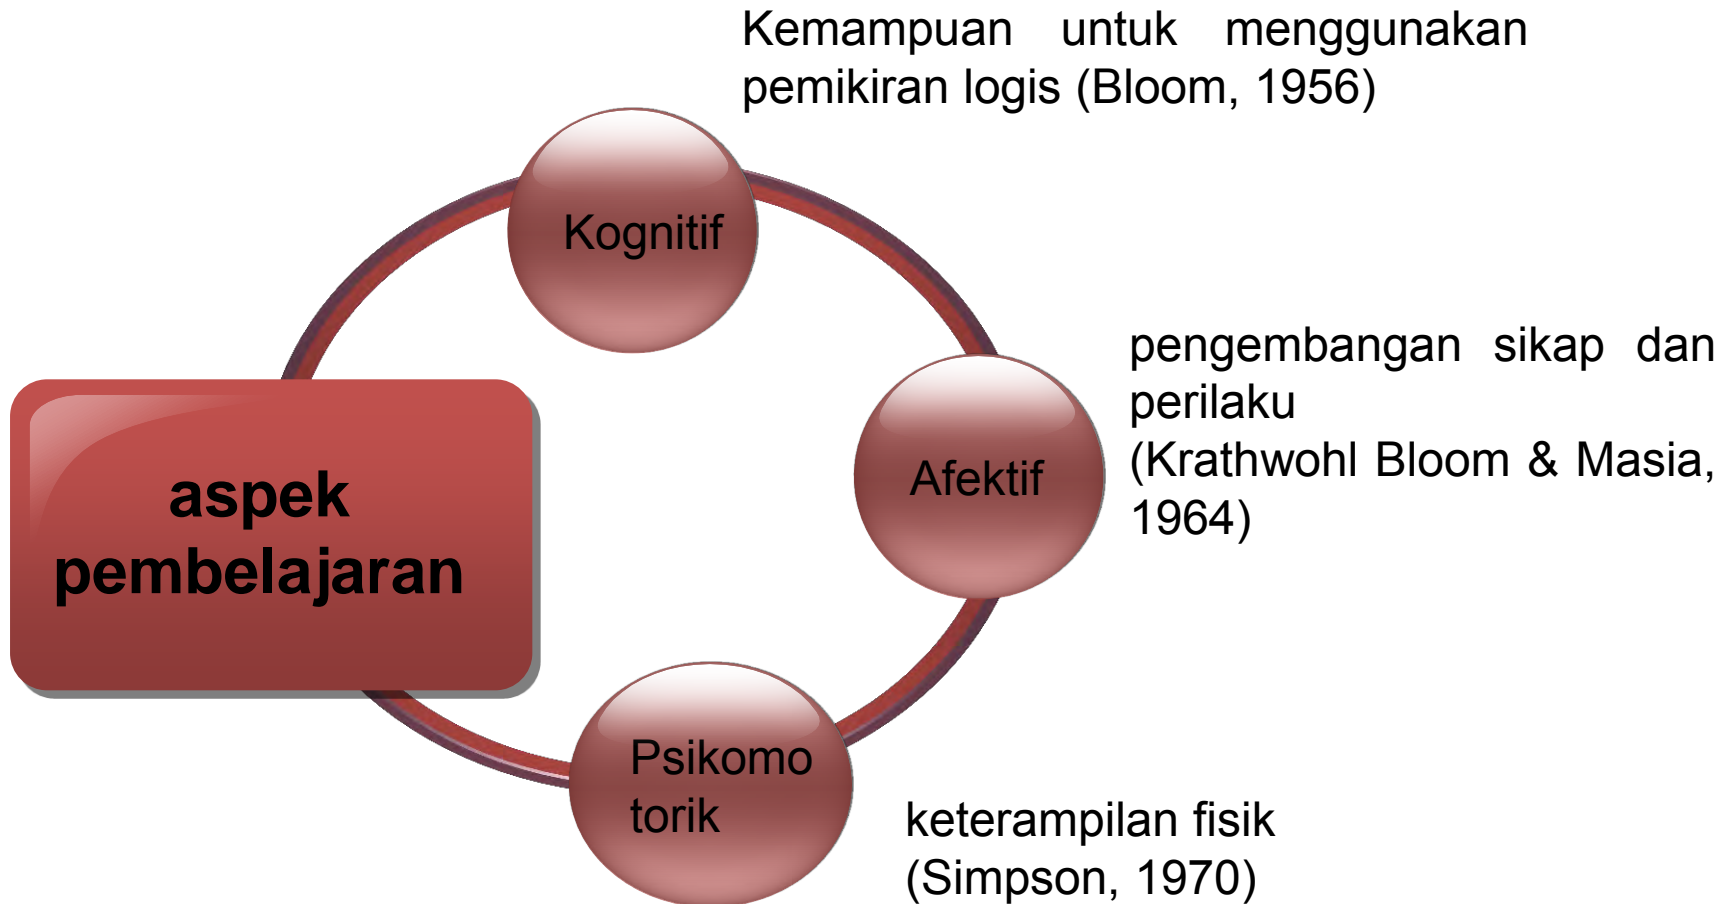 Kemampuan untuk menggunakan
pemikiran logis (Bloom, 1956)
Kognitif
pengembangan sikap dan
perilaku
(Krathwohl Bloom & Masia,
1964)
Afektif
aspek
pembelajaran
Psikomo
torik
keterampilan fisik
(Simpson, 1970)